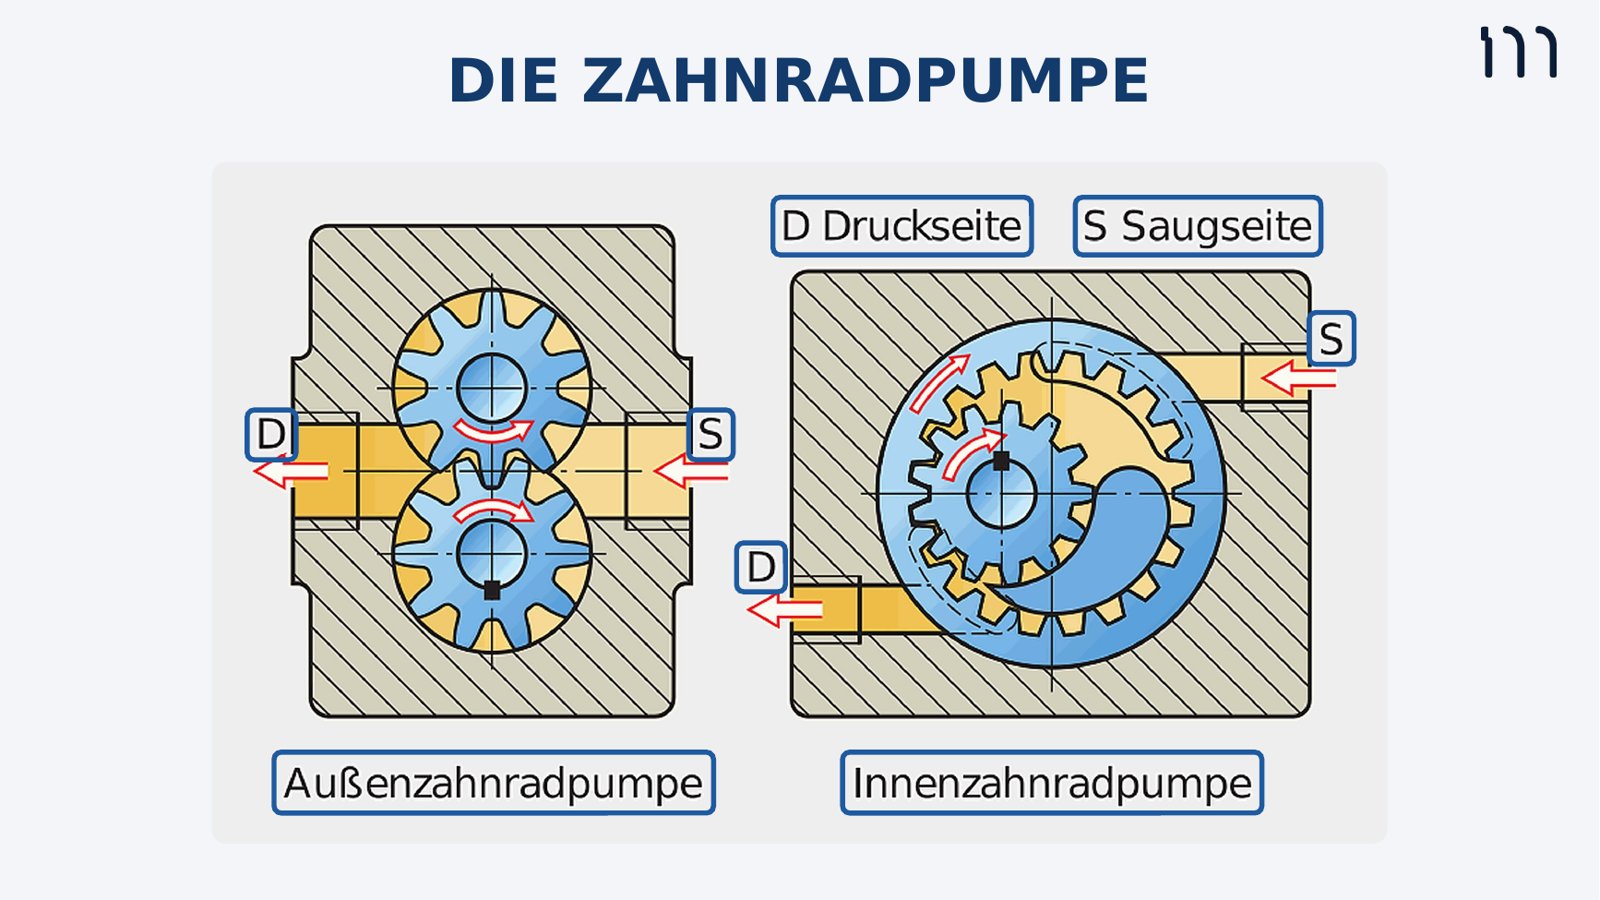 m
DIE ZAHNRADPUMPE
D Druckseite
S Saugseite
S
D
S
D
Außenzahnradpumpe
Innenzahnradpumpe